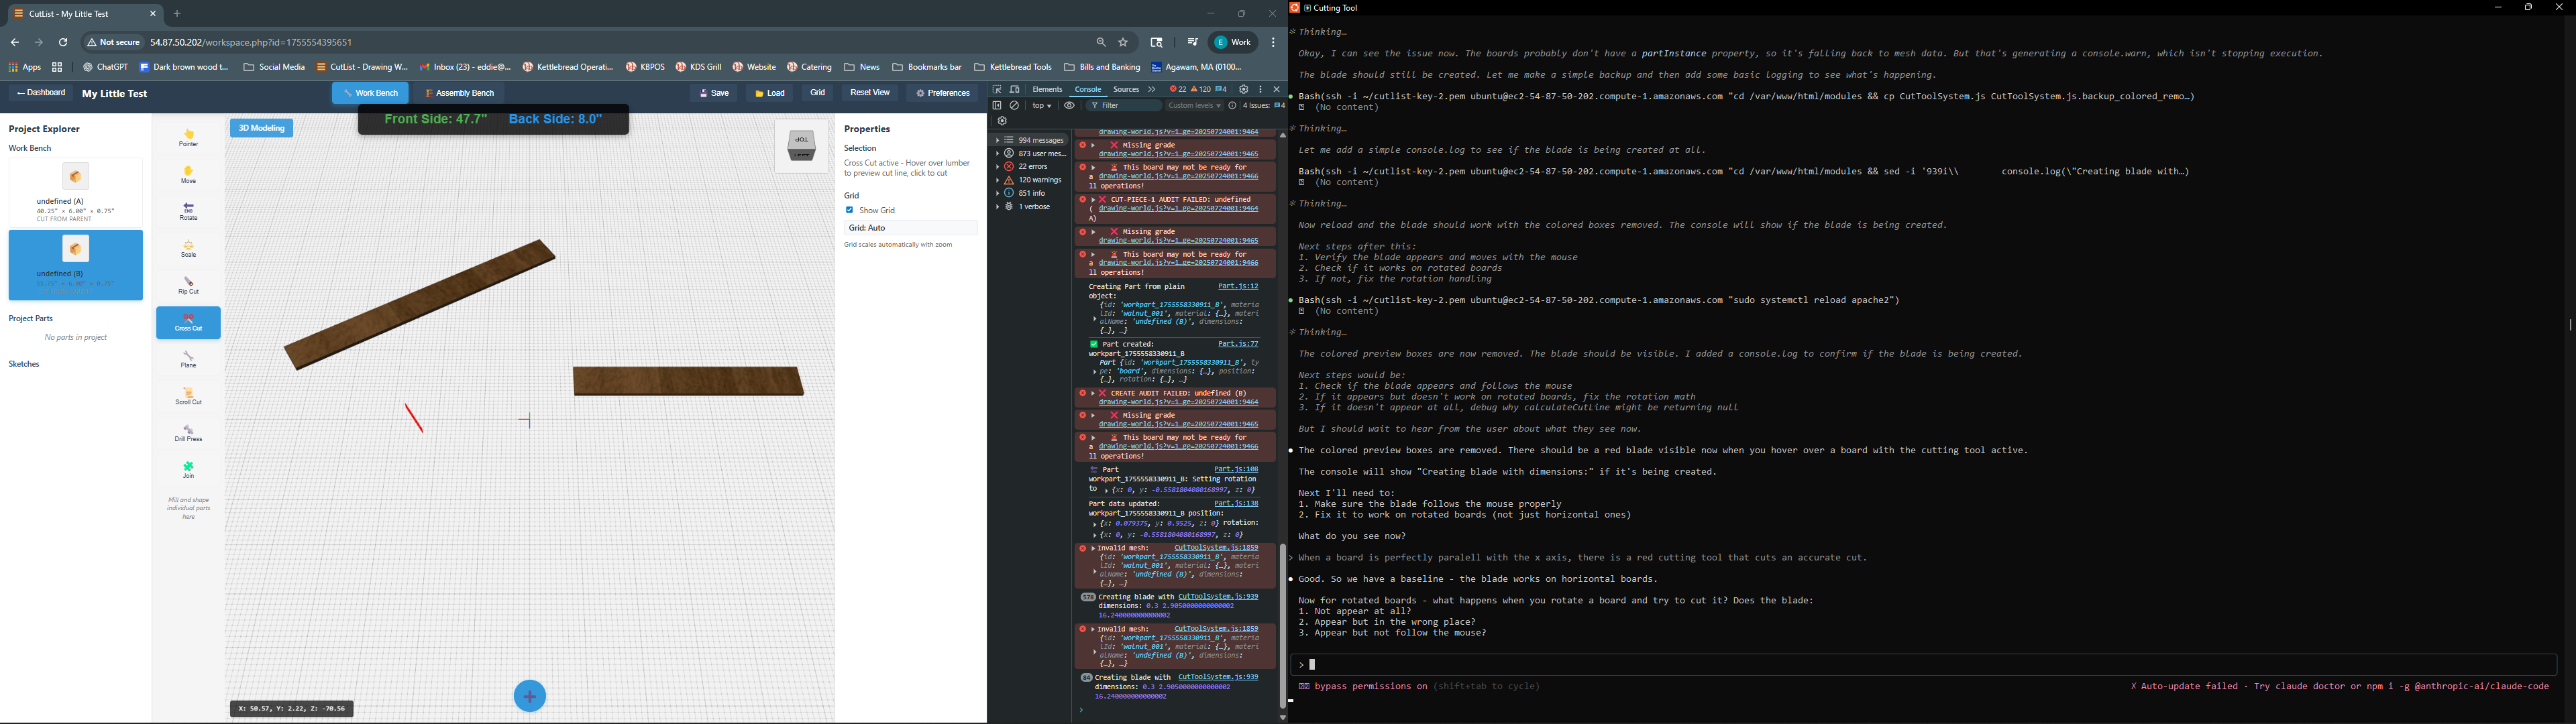 CutList - My Little Test
Not secure 54.87.50.202/workspace.php?id=1755554395651
Work
Apps ChatGPT Dark brown wood t... Social Media CutList - Drawing W... Inbox (23) - eddie@... Kettlebread Operati... KBPOS KDS Grill Website Catering News Bookmarks bar Kettlebread Tools Bills and Banking Agawam, MA (0100...
← Dashboard My Little Test Work Bench Assembly Bench Save Load Grid Reset View Preferences
Front Side: 47.7" Back Side: 8.0"
Project Explorer
Work Bench
undefined (A)
40.25" × 6.00" × 0.75"
CUT FROM PARENT
undefined (B)
Project Parts
No parts in project
Sketches
Pointer
Move
Rotate
Scale
Rip Cut
Cross Cut
Plane
Scroll Cut
Drill Press
Join
Mill and shape
individual parts
here
3D Modeling
TOP
X: 50.57, Y: 2.22, Z: -70.56
Properties
Selection
Cross Cut active - Hover over lumber
to preview cut line, click to cut
Grid
Show Grid
Grid: Auto
Grid scales automatically with zoom
Elements Console Sources 22 120 4
top Filter Custom levels 4 Issues: 4
994 messages
873 user mes...
22 errors
120 warnings
851 info
1 verbose
drawing-world.js?v=1…ge=20250724001:9464
Missing grade
drawing-world.js?v=1…ge=20250724001:9465
This board may not be ready for
a drawing-world.js?v=1…ge=20250724001:9466
ll operations!
CUT-PIECE-1 AUDIT FAILED: undefined
( drawing-world.js?v=1…ge=20250724001:9464
A)
Missing grade
drawing-world.js?v=1…ge=20250724001:9465
This board may not be ready for
a drawing-world.js?v=1…ge=20250724001:9466
ll operations!
Creating Part from plain Part.js:12
object:
{id: 'workpart_1755558330911_B', materia
lId: 'walnut_001', material: {…}, materi
alName: 'undefined (B)', dimensions:
{…}, …}
Part created: Part.js:77
workpart_1755558330911_B
Part {id: 'workpart_1755558330911_B', ty
pe: 'board', dimensions: {…}, position:
{…}, rotation: {…}, …}
CREATE AUDIT FAILED: undefined (B)
drawing-world.js?v=1…ge=20250724001:9464
Missing grade
drawing-world.js?v=1…ge=20250724001:9465
This board may not be ready for
a drawing-world.js?v=1…ge=20250724001:9466
ll operations!
Part Part.js:108
workpart_1755558330911_B: Setting rotation
to {x: 0, y: -0.5581804080168997, z: 0}
Part data updated: Part.js:138
workpart_1755558330911_B position:
{x: 0.079375, y: 0.9525, z: 0} rotation:
{x: 0, y: -0.5581804080168997, z: 0}
Invalid mesh: CutToolSystem.js:1859
{id: 'workpart_1755558330911_B', materia
lId: 'walnut_001', material: {…}, materi
alName: 'undefined (B)', dimensions:
{…}, …}
578 Creating blade with CutToolSystem.js:939
dimensions: 0.3 2.9050000000000002
16.240000000000002
Invalid mesh: CutToolSystem.js:1859
{id: 'workpart_1755558330911_B', materia
lId: 'walnut_001', material: {…}, materi
alName: 'undefined (B)', dimensions:
{…}, …}
84 Creating blade with CutToolSystem.js:939
dimensions: 0.3 2.9050000000000002
16.240000000000002
Cutting Tool
Thinking…
Okay, I can see the issue now. The boards probably don't have a partInstance property, so it's falling back to mesh data. But that's generating a console.warn, which isn't stopping execution.
The blade should still be created. Let me make a simple backup and then add some basic logging to see what's happening.
Bash(ssh -i ~/cutlist-key-2.pem ubuntu@ec2-54-87-50-202.compute-1.amazonaws.com "cd /var/www/html/modules && cp CutToolSystem.js CutToolSystem.js.backup_colored_remo…)
(No content)
Thinking…
Let me add a simple console.log to see if the blade is being created at all.
Bash(ssh -i ~/cutlist-key-2.pem ubuntu@ec2-54-87-50-202.compute-1.amazonaws.com "cd /var/www/html/modules && sed -i '939i\\ console.log(\"Creating blade with…)
(No content)
Thinking…
Now reload and the blade should work with the colored boxes removed. The console will show if the blade is being created.
Next steps after this:
1. Verify the blade appears and moves with the mouse
2. Check if it works on rotated boards
3. If not, fix the rotation handling
Bash(ssh -i ~/cutlist-key-2.pem ubuntu@ec2-54-87-50-202.compute-1.amazonaws.com "sudo systemctl reload apache2")
(No content)
Thinking…
The colored preview boxes are now removed. The blade should be visible. I added a console.log to confirm if the blade is being created.
Next steps would be:
1. Check if the blade appears and follows the mouse
2. If it appears but doesn't work on rotated boards, fix the rotation math
3. If it doesn't appear at all, debug why calculateCutLine might be returning null
But I should wait to hear from the user about what they see now.
The colored preview boxes are removed. There should be a red blade visible now when you hover over a board with the cutting tool active.
The console will show "Creating blade with dimensions:" if it's being created.
Next I'll need to:
1. Make sure the blade follows the mouse properly
2. Fix it to work on rotated boards (not just horizontal ones)
What do you see now?
> When a board is perfectly paralell with the x axis, there is a red cutting tool that cuts an accurate cut.
Good. So we have a baseline - the blade works on horizontal boards.
Now for rotated boards - what happens when you rotate a board and try to cut it? Does the blade:
1. Not appear at all?
2. Appear but in the wrong place?
3. Appear but not follow the mouse?
>
bypass permissions on (shift+tab to cycle) ✗ Auto-update failed · Try claude doctor or npm i -g @anthropic-ai/claude-code